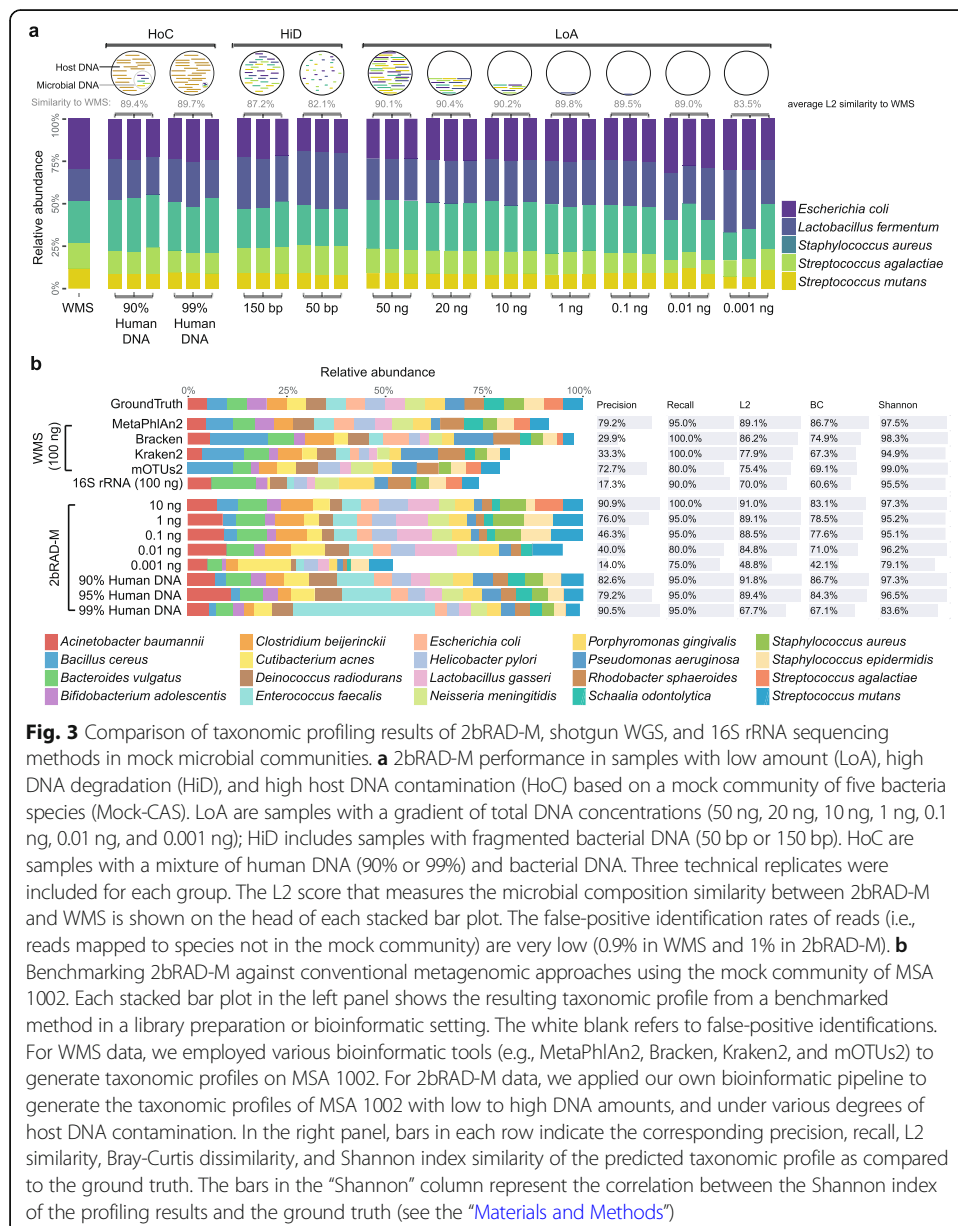 a
HoC HiD LoA
Host DNA
Microbial DNA
Similarity to WMS: 89.4% 89.7% 87.2% 82.1% 90.1% 90.4% 90.2% 89.8% 89.5% 89.0% 83.5% average L2 similarity to WMS
Relative abundance
100%
75%
50%
25%
0%
Escherichia coli
Lactobacillus fermentum
Staphylococcus aureus
Streptococcus agalactiae
Streptococcus mutans
WMS 90% Human DNA 99% Human DNA 150 bp 50 bp 50 ng 20 ng 10 ng 1 ng 0.1 ng 0.01 ng 0.001 ng
b
Relative abundance
0% 25% 50% 75% 100%
GroundTruth Precision Recall L2 BC Shannon
WMS (100 ng)
MetaPhlAn2 79.2% 95.0% 89.1% 86.7% 97.5%
Bracken 29.9% 100.0% 86.2% 74.9% 98.3%
Kraken2 33.3% 100.0% 77.9% 67.3% 94.9%
mOTUs2 72.7% 80.0% 75.4% 69.1% 99.0%
16S rRNA (100 ng) 17.3% 90.0% 70.0% 60.6% 95.5%
2bRAD-M
10 ng 90.9% 100.0% 91.0% 83.1% 97.3%
1 ng 76.0% 95.0% 89.1% 78.5% 95.2%
0.1 ng 46.3% 95.0% 88.5% 77.6% 95.1%
0.01 ng 40.0% 80.0% 84.8% 71.0% 96.2%
0.001 ng 14.0% 75.0% 48.8% 42.1% 79.1%
90% Human DNA 82.6% 95.0% 91.8% 86.7% 97.3%
95% Human DNA 79.2% 95.0% 89.4% 84.3% 96.5%
99% Human DNA 90.5% 95.0% 67.7% 67.1% 83.6%
Acinetobacter baumannii Clostridium beijerinckii Escherichia coli Porphyromonas gingivalis Staphylococcus aureus
Bacillus cereus Cutibacterium acnes Helicobacter pylori Pseudomonas aeruginosa Staphylococcus epidermidis
Bacteroides vulgatus Deinococcus radiodurans Lactobacillus gasseri Rhodobacter sphaeroides Streptococcus agalactiae
Bifidobacterium adolescentis Enterococcus faecalis Neisseria meningitidis Schaalia odontolytica Streptococcus mutans
Fig. 3 Comparison of taxonomic profiling results of 2bRAD-M, shotgun WGS, and 16S rRNA sequencing
methods in mock microbial communities. a 2bRAD-M performance in samples with low amount (LoA), high
DNA degradation (HiD), and high host DNA contamination (HoC) based on a mock community of five bacteria
species (Mock-CAS). LoA are samples with a gradient of total DNA concentrations (50 ng, 20 ng, 10 ng, 1 ng, 0.1
ng, 0.01 ng, and 0.001 ng); HiD includes samples with fragmented bacterial DNA (50 bp or 150 bp). HoC are
samples with a mixture of human DNA (90% or 99%) and bacterial DNA. Three technical replicates were
included for each group. The L2 score that measures the microbial composition similarity between 2bRAD-M
and WMS is shown on the head of each stacked bar plot. The false-positive identification rates of reads (i.e.,
reads mapped to species not in the mock community) are very low (0.9% in WMS and 1% in 2bRAD-M). b
Benchmarking 2bRAD-M against conventional metagenomic approaches using the mock community of MSA
1002. Each stacked bar plot in the left panel shows the resulting taxonomic profile from a benchmarked
method in a library preparation or bioinformatic setting. The white blank refers to false-positive identifications.
For WMS data, we employed various bioinformatic tools (e.g., MetaPhlAn2, Bracken, Kraken2, and mOTUs2) to
generate taxonomic profiles on MSA 1002. For 2bRAD-M data, we applied our own bioinformatic pipeline to
generate the taxonomic profiles of MSA 1002 with low to high DNA amounts, and under various degrees of
host DNA contamination. In the right panel, bars in each row indicate the corresponding precision, recall, L2
similarity, Bray-Curtis dissimilarity, and Shannon index similarity of the predicted taxonomic profile as compared
to the ground truth. The bars in the “Shannon” column represent the correlation between the Shannon index
of the profiling results and the ground truth (see the “Materials and Methods”)